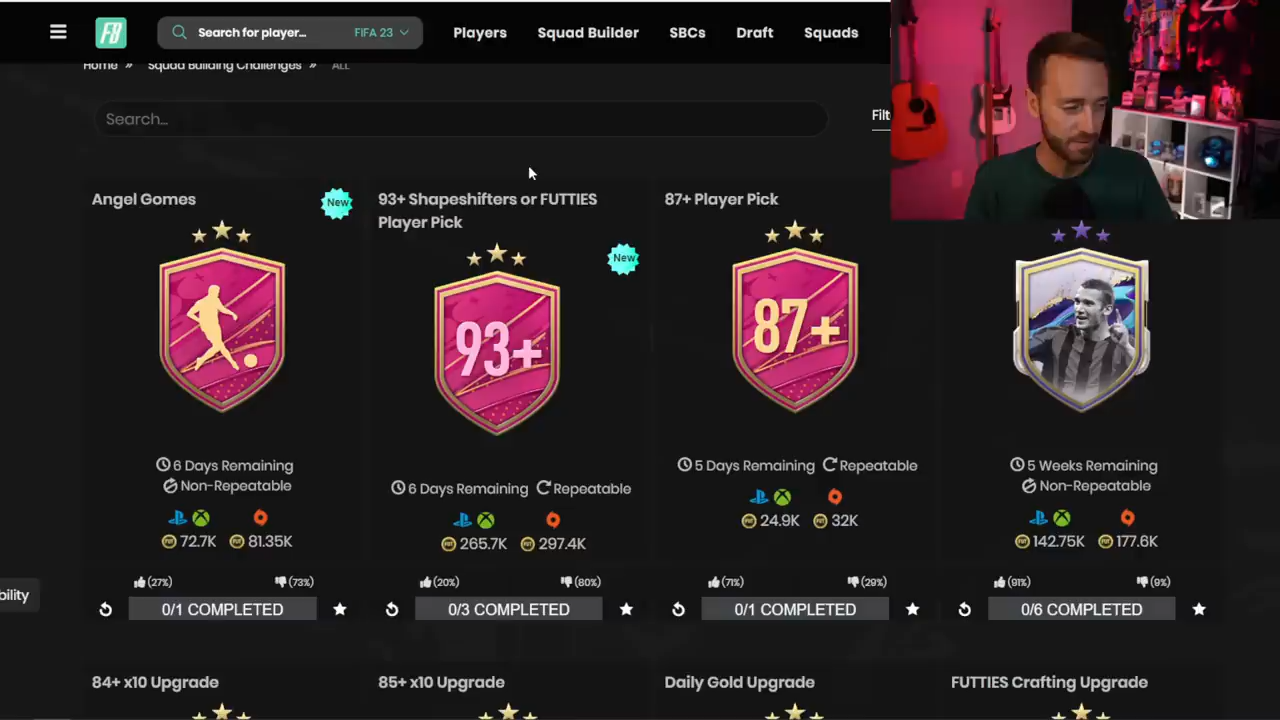 FB Search for player... FIFA 23 Players Squad Builder SBCs Draft Squads
Home » Squad Building Challenges » ALL
Search...
Angel Gomes
New
93+ Shapeshifters or FUTTIES
Player Pick
New
87+ Player Pick
93+
87+
6 Days Remaining
Non-Repeatable
72.7K 81.35K
(27%) (73%)
0/1 COMPLETED
6 Days Remaining Repeatable
265.7K 297.4K
(20%) (80%)
0/3 COMPLETED
5 Days Remaining Repeatable
24.9K 32K
(71%) (29%)
0/1 COMPLETED
5 Weeks Remaining
Non-Repeatable
142.75K 177.6K
(91%) (9%)
0/6 COMPLETED
84+ x10 Upgrade
85+ x10 Upgrade
Daily Gold Upgrade
FUTTIES Crafting Upgrade